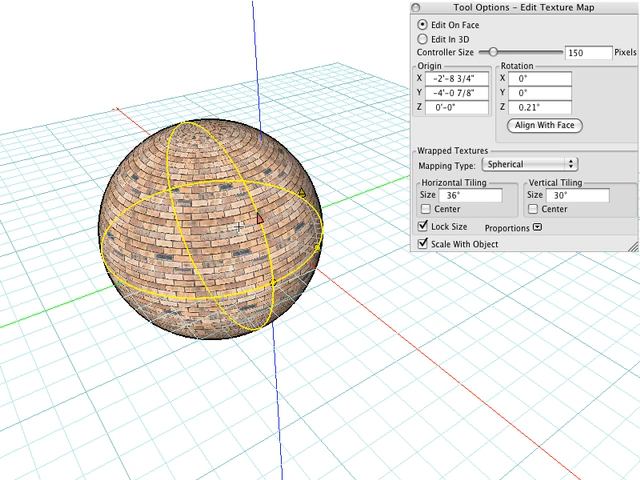 Tool Options - Edit Texture Map
Edit On Face
Edit In 3D
Controller Size 150 Pixels
Origin Rotation
X -2'-8 3/4" X 0°
Y -4'-0 7/8" Y 0°
Z 0'-0" Z 0.21°
Align With Face
Wrapped Textures
Mapping Type: Spherical
Horizontal Tiling Vertical Tiling
Size 36° Size 30°
Center Center
Lock Size Proportions
Scale With Object